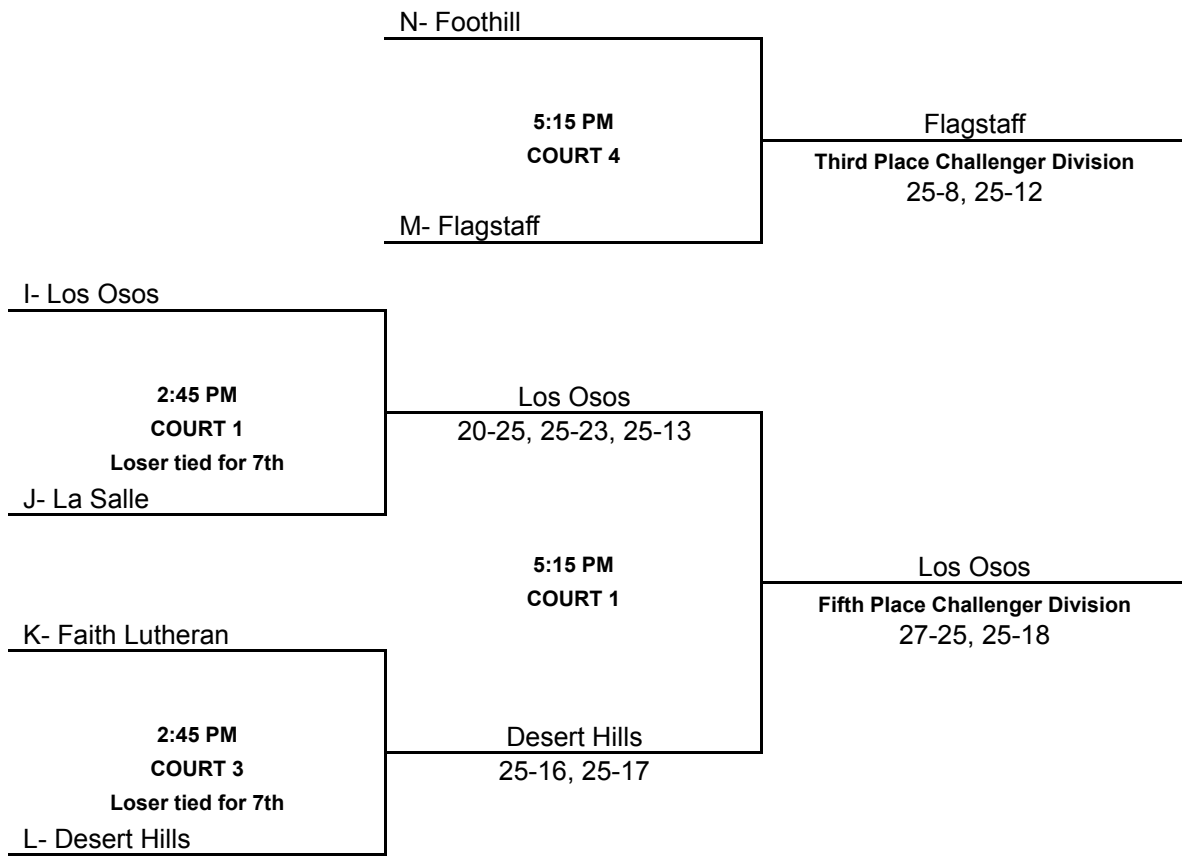 N- Foothill
5:15 PM
COURT 4
Flagstaff
Third Place Challenger Division
25-8, 25-12
M- Flagstaff
I- Los Osos
2:45 PM
COURT 1
Loser tied for 7th
Los Osos
20-25, 25-23, 25-13
J- La Salle
5:15 PM
COURT 1
Los Osos
Fifth Place Challenger Division
27-25, 25-18
K- Faith Lutheran
2:45 PM
COURT 3
Loser tied for 7th
Desert Hills
25-16, 25-17
L- Desert Hills